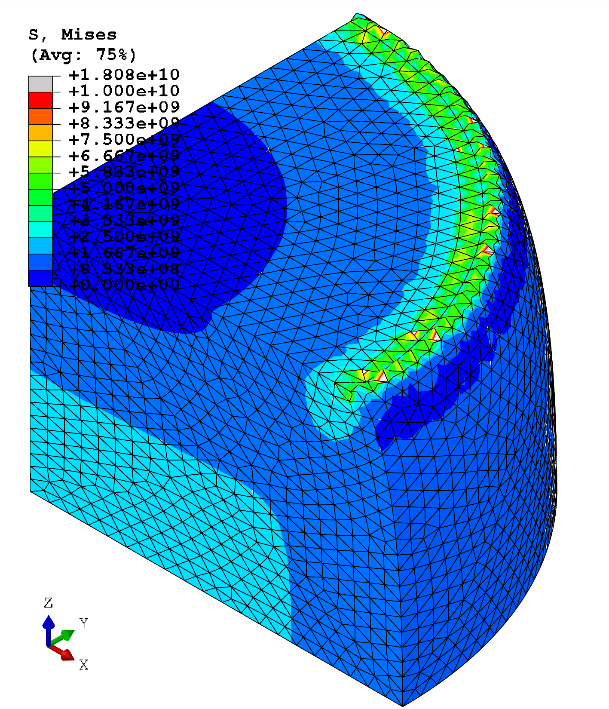 S, Mises
(Avg: 75%)
+1.808e+10
+1.000e+10
+9.167e+09
+8.333e+09
+7.500e+09
+6.667e+09
+5.833e+09
+5.000e+09
+4.167e+09
+3.333e+09
+2.500e+09
+1.667e+09
+8.333e+08
+0.000e+00
Z
Y
X